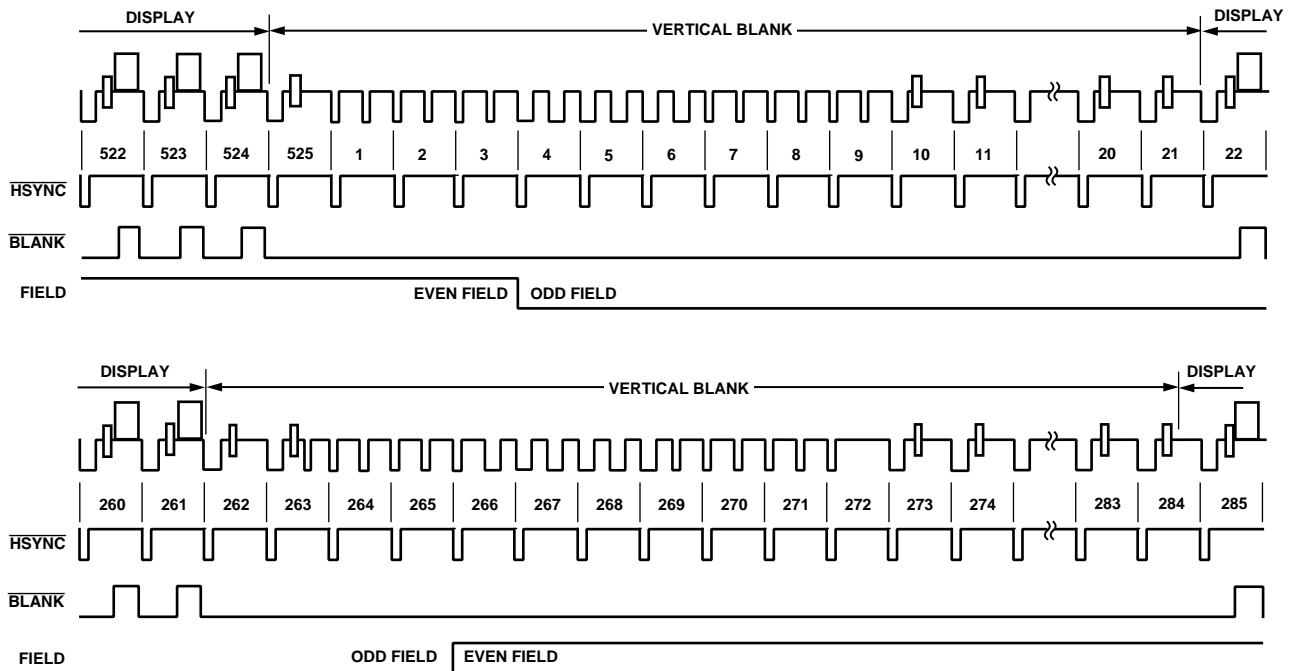 DISPLAY VERTICAL BLANK DISPLAY
522 523 524 525 1 2 3 4 5 6 7 8 9 10 11 20 21 22
HSYNC
BLANK
FIELD EVEN FIELD ODD FIELD
DISPLAY VERTICAL BLANK DISPLAY
260 261 262 263 264 265 266 267 268 269 270 271 272 273 274 283 284 285
HSYNC
BLANK
FIELD ODD FIELD EVEN FIELD